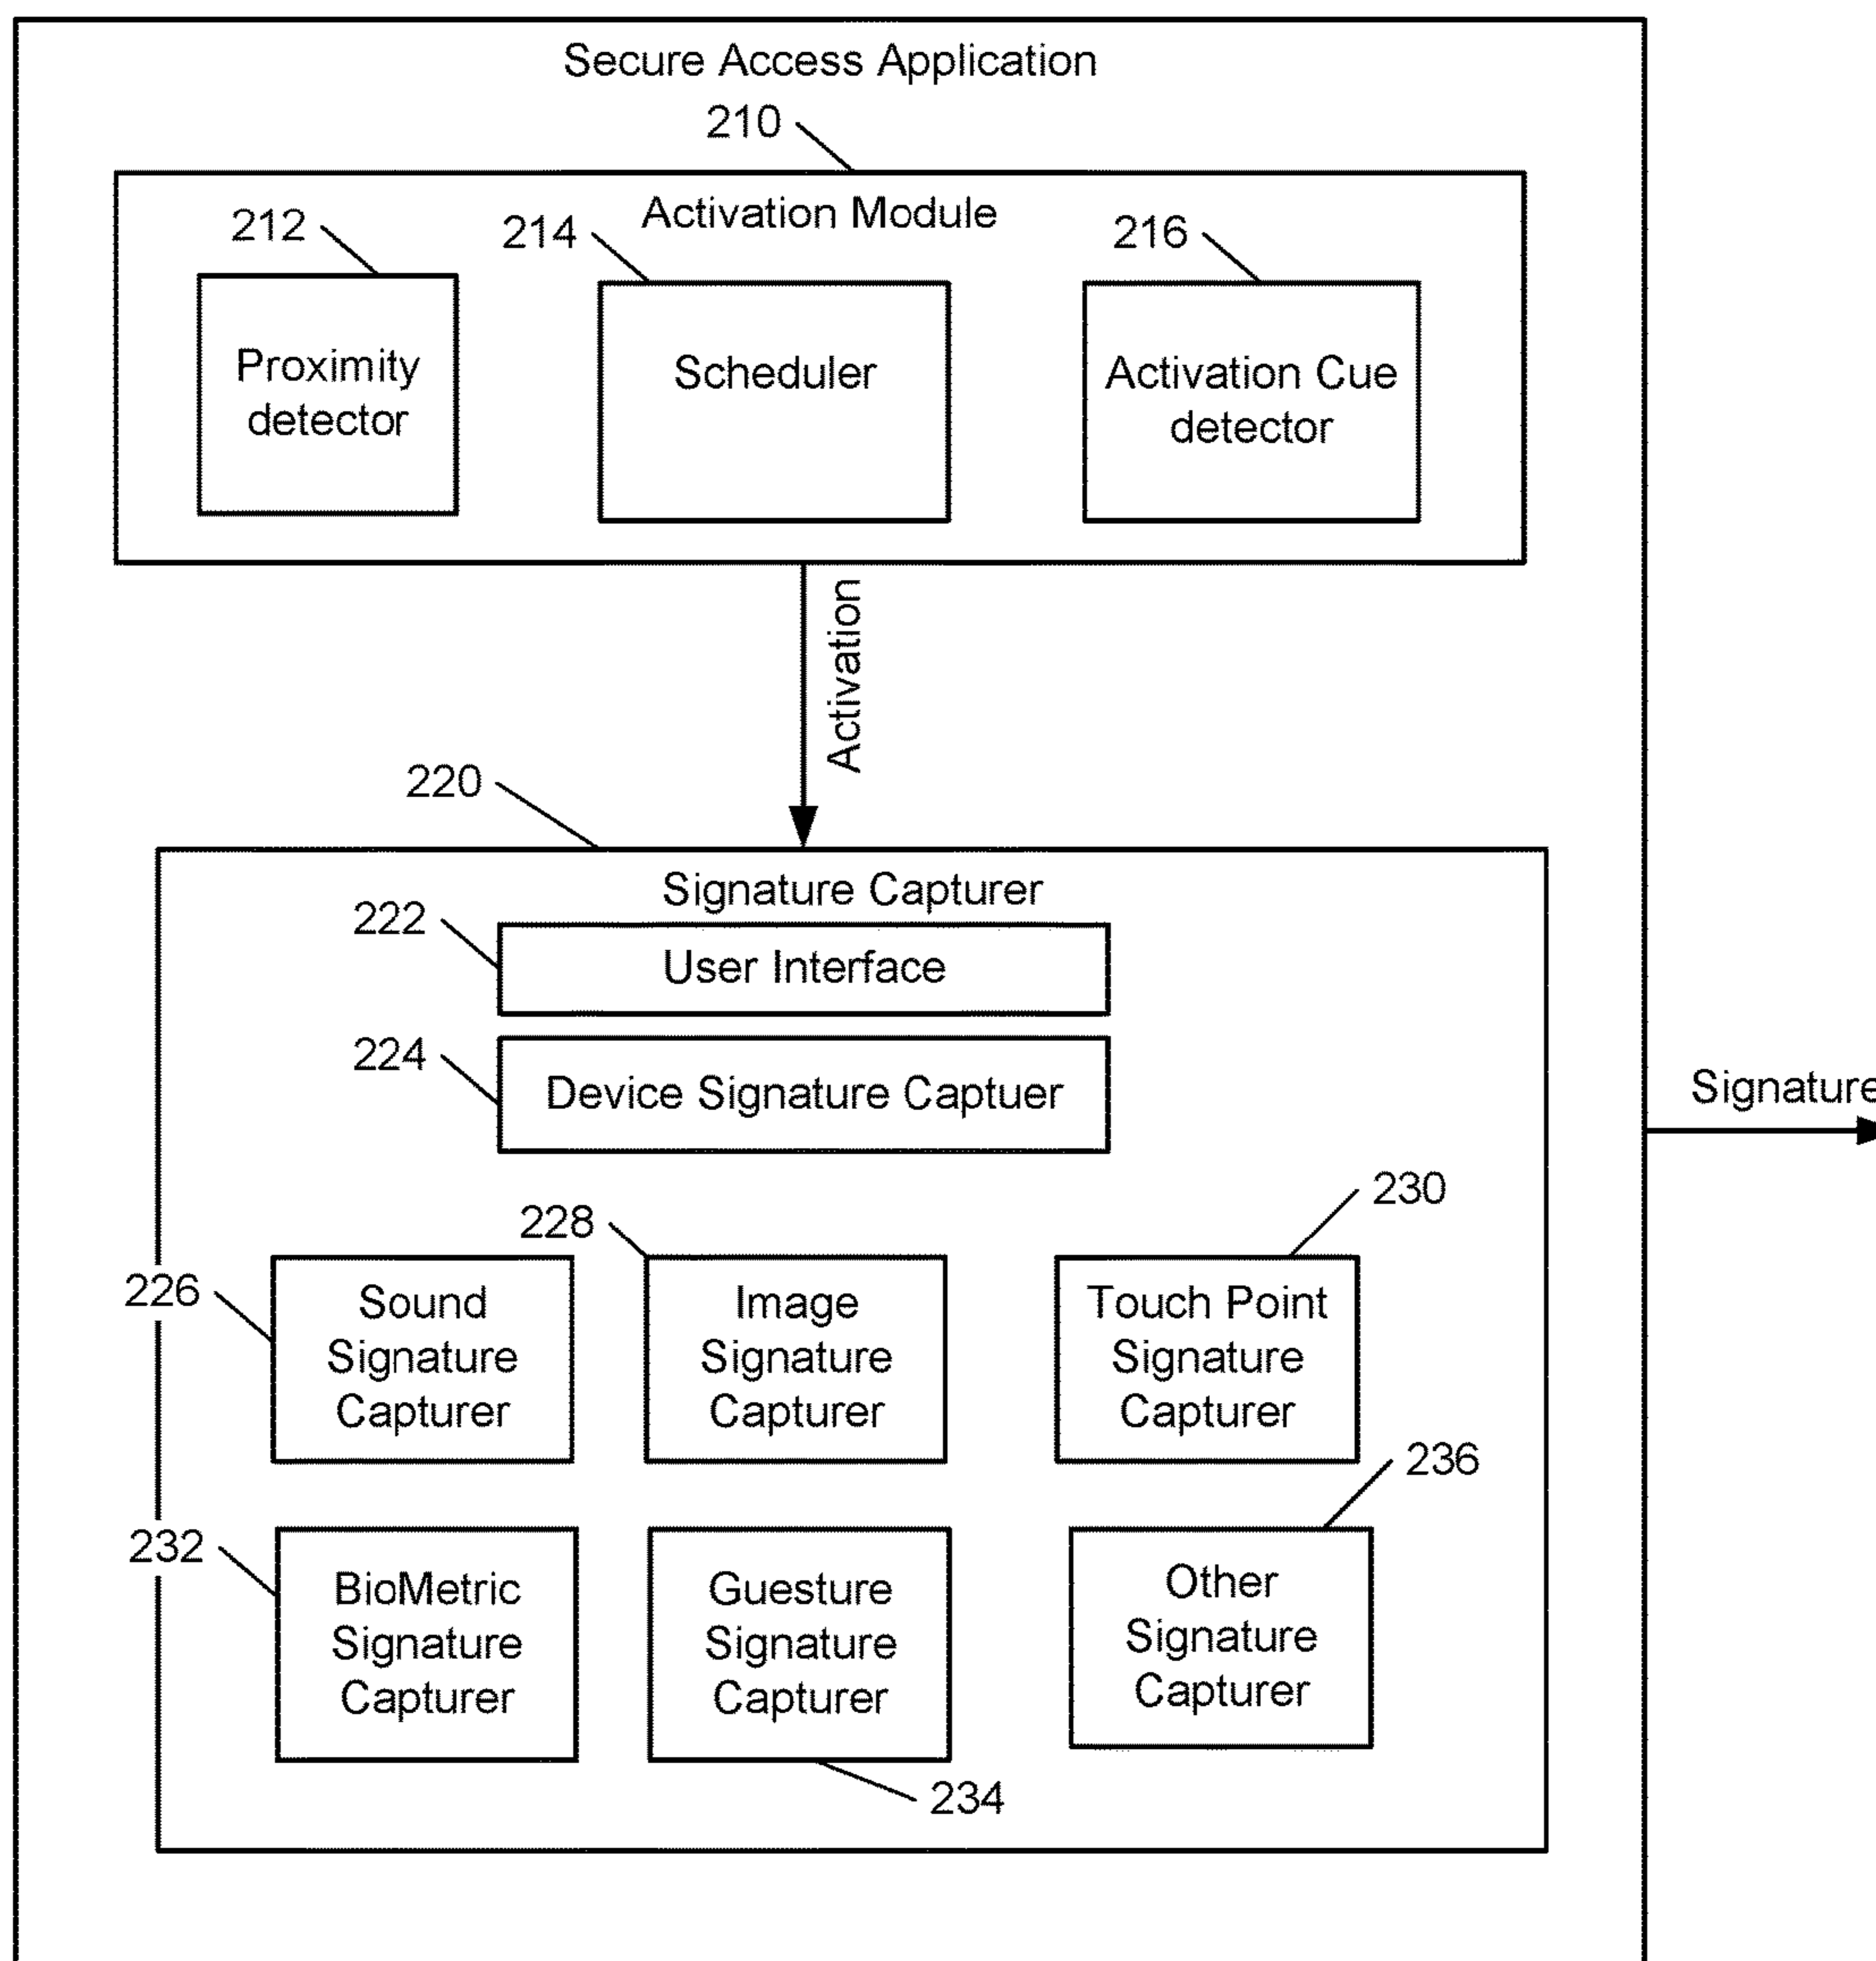 Secure Access Application
210
Activation Module
212
214
216
Proximity
detector
Scheduler
Activation Cue
detector
Activation
220
Signature Capturer
222
User Interface
224
Device Signature Captuer
Signature
226
Sound
Signature
Capturer
228
Image
Signature
Capturer
230
Touch Point
Signature
Capturer
232
BioMetric
Signature
Capturer
Guesture
Signature
Capturer
234
236
Other
Signature
Capturer